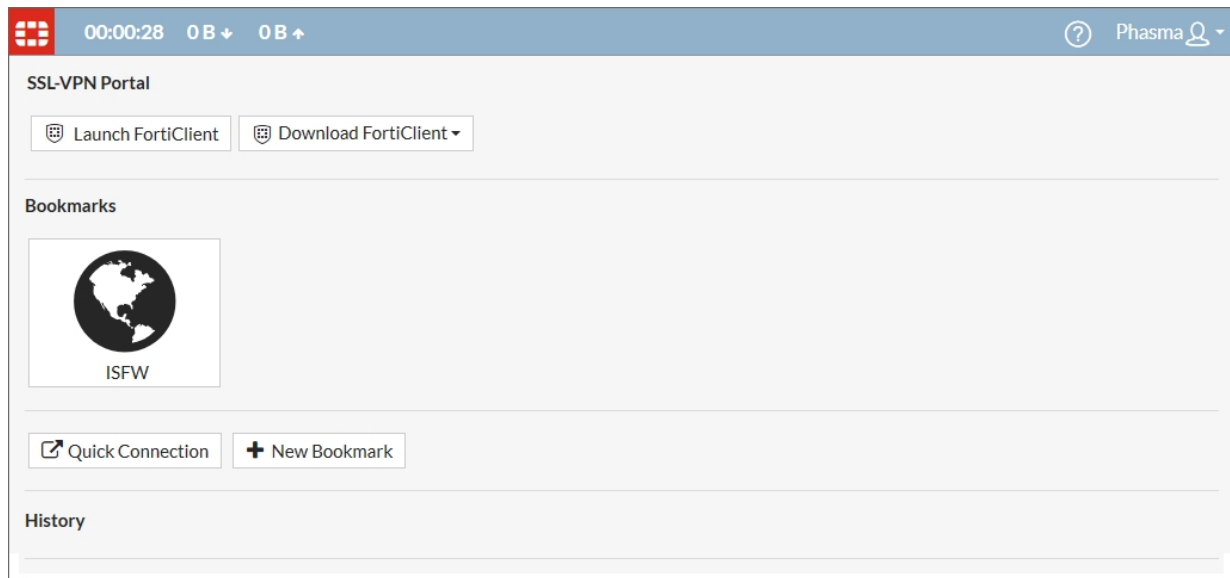 00:00:28 0 B 0 B Phasma
SSL-VPN Portal
Launch FortiClient Download FortiClient
Bookmarks
ISFW
Quick Connection New Bookmark
History